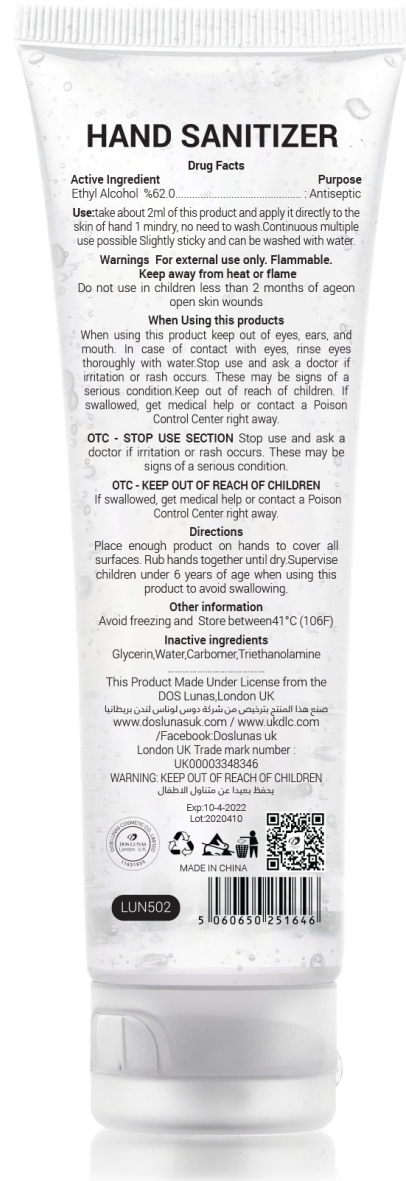 HAND SANITIZER
Drug Facts
Active Ingredient Purpose
Ethyl Alcohol %62.0............................................. : Antiseptic
Use:take about 2ml of this product and apply it directly to the
skin of hand 1 mindry, no need to wash.Continuous multiple
use possible Slightly sticky and can be washed with water.
Warnings For external use only. Flammable.
Keep away from heat or flame
Do not use in children less than 2 months of ageon
open skin wounds
When Using this products
When using this product keep out of eyes, ears, and
mouth. In case of contact with eyes, rinse eyes
thoroughly with water.Stop use and ask a doctor if
irritation or rash occurs. These may be signs of a
serious condition.Keep out of reach of children. If
swallowed, get medical help or contact a Poison
Control Center right away.
OTC - STOP USE SECTION Stop use and ask a
doctor if irritation or rash occurs. These may be
signs of a serious condition.
OTC - KEEP OUT OF REACH OF CHILDREN
If swallowed, get medical help or contact a Poison
Control Center right away.
Directions
Place enough product on hands to cover all
surfaces. Rub hands together until dry.Supervise
children under 6 years of age when using this
product to avoid swallowing.
Other information
Avoid freezing and Store between41°C (106F)
Inactive ingredients
Glycerin,Water,Carbomer,Triethanolamine
....................................
This Product Made Under License from the
DOS Lunas,London UK
صنع هذا المنتج بترخيص من شركة دوس لوناس لندن بريطانيا
www.doslunasuk.com / www.ukdlc.com
/Facebook:Doslunas uk
London UK Trade mark number :
UK00003348346
WARNING: KEEP OUT OF REACH OF CHILDREN
يحفظ بعيدا عن متناول الاطفال
Exp:10-4-2022
Lot:2020410
DOSLUNAS COSMETIC CO. LIMITED
DOSLUNAS
London U.K
11931655
MADE IN CHINA
LUN502
5 060650 251646